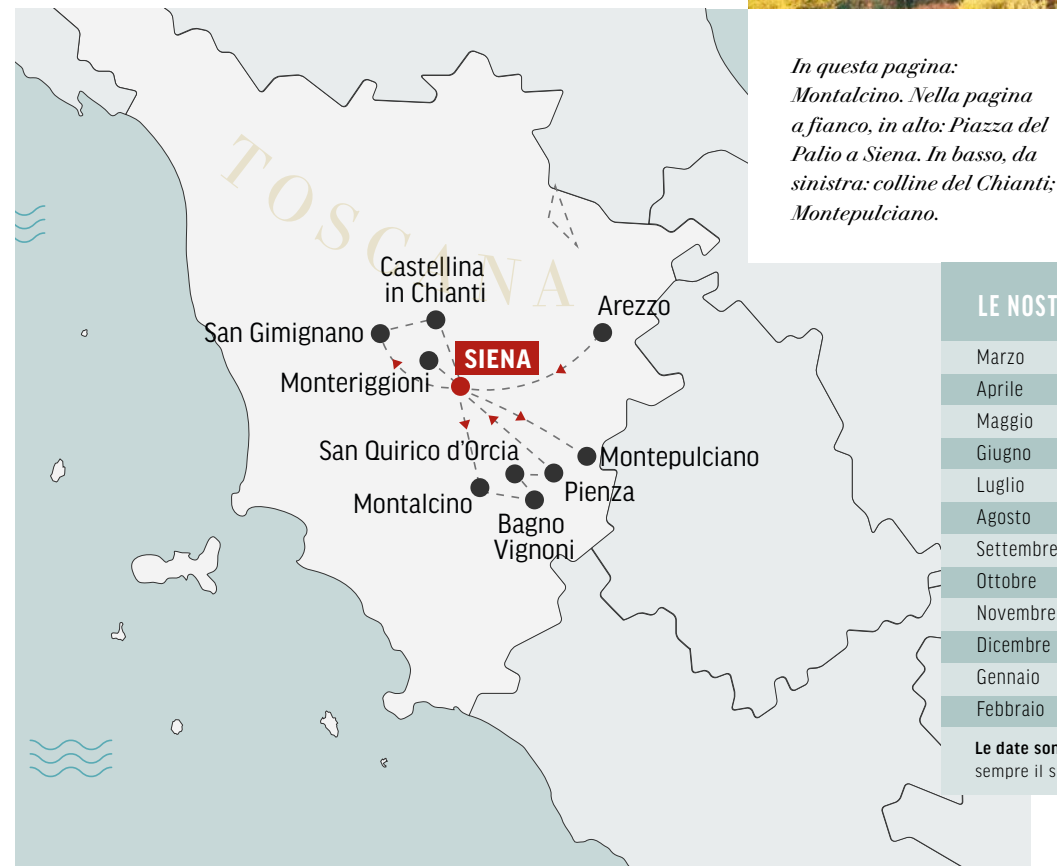 In questa pagina:
Montalcino. Nella pagina
a fianco, in alto: Piazza del
Palio a Siena. In basso, da
sinistra: colline del Chianti;
Montepulciano.
TOSCANA
Castellina
in Chianti
San Gimignano
Arezzo
SIENA
Monteriggioni
San Quirico d'Orcia
Montepulciano
Montalcino
Pienza
Bagno
Vignoni
LE NOST
Marzo
Aprile
Maggio
Giugno
Luglio
Agosto
Settembre
Ottobre
Novembre
Dicembre
Gennaio
Febbraio
Le date son
sempre il s